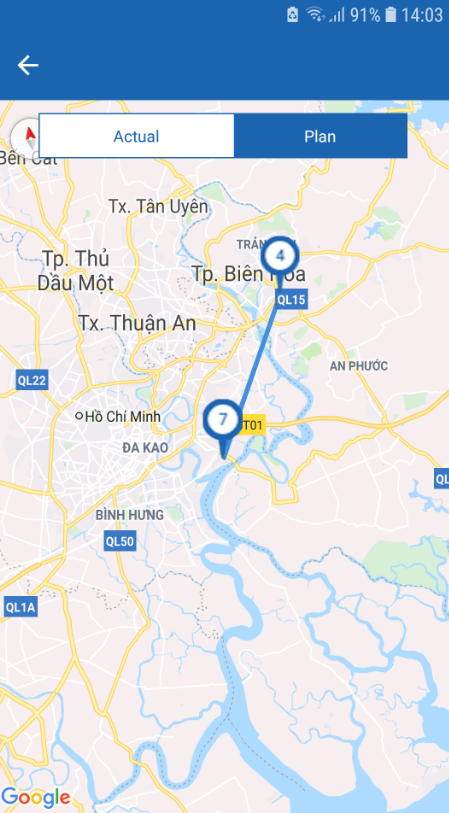 91% 14:03
Actual
Plan
Bến Cát
Tx. Tân Uyên
Tp. Thủ
Dầu Một
4
Tp. Biên Hòa
QL15
Tx. Thuận An
AN PHƯỚC
QL22
Hồ Chí Minh
7
T01
ĐA KAO
QL
BÌNH HƯNG
QL50
QL1A
Google